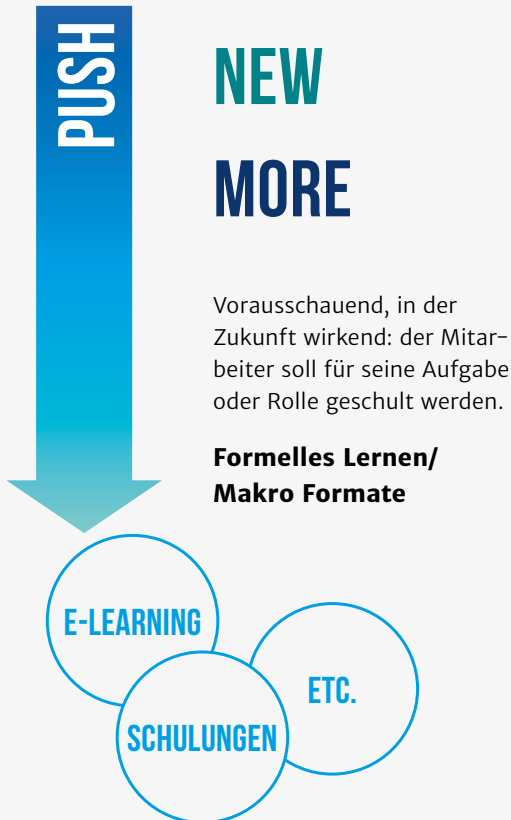 PUSH
NEW
MORE
Vorausschauend, in der
Zukunft wirkend: der Mitar-
beiter soll für seine Aufgabe
oder Rolle geschult werden.
Formelles Lernen/
Makro Formate
E-LEARNING
ETC.
SCHULUNGEN